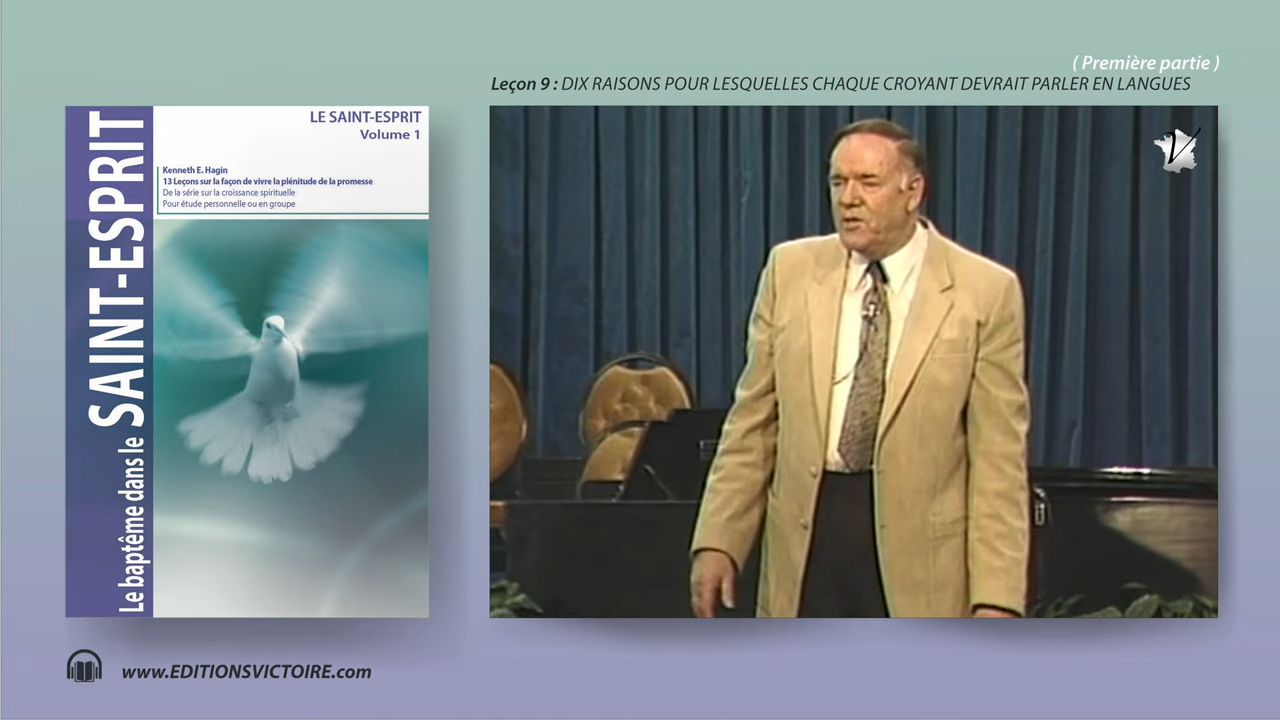 ( Première partie )
Leçon 9 : DIX RAISONS POUR LESQUELLES CHAQUE CROYANT DEVRAIT PARLER EN LANGUES
LE SAINT-ESPRIT
Volume 1
Kenneth E. Hagin
13 Leçons sur la façon de vivre la plénitude de la promesse
De la série sur la croissance spirituelle
Pour étude personnelle ou en groupe
Le baptême dans le SAINT-ESPRIT
V
www.EDITIONSVICTOIRE.com